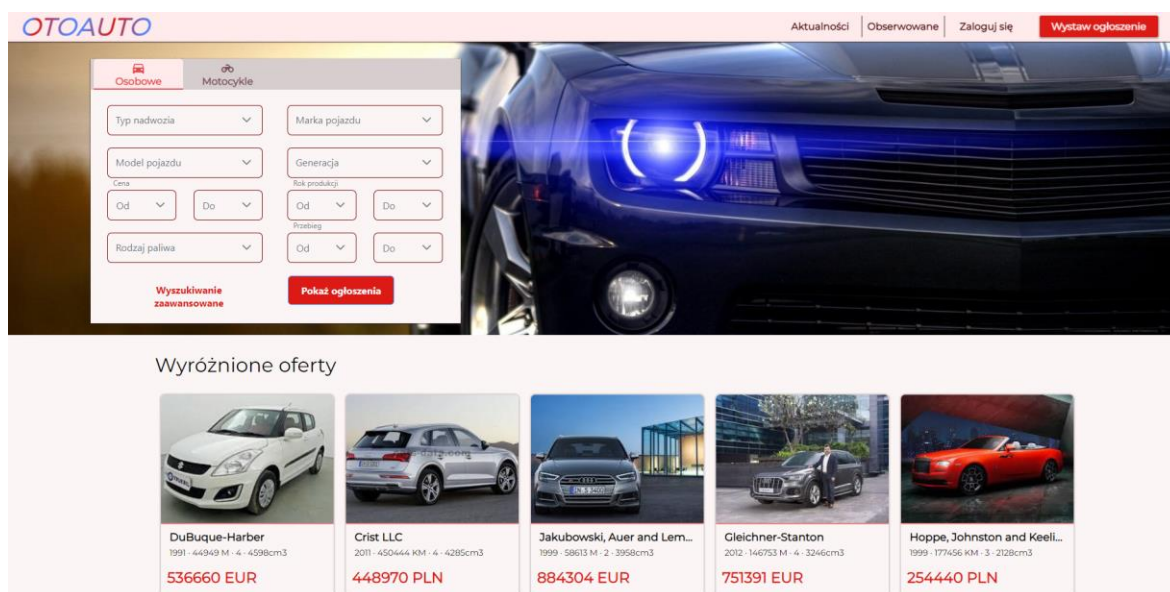 OTOAUTO
Aktualności
Obserwowane
Zaloguj się
Wystaw ogłoszenie
Osobowe
Motocykle
Typ nadwozia
Marka pojazdu
Model pojazdu
Generacja
Cena
Rok produkcji
Od
Do
Od
Do
Przebieg
Rodzaj paliwa
Od
Do
Wyszukiwanie
zaawansowane
Pokaż ogłoszenia
Wyróżnione oferty
DuBuque-Harber
1991 · 44949 M · 4 · 4598cm3
536660 EUR
Crist LLC
2011 · 450444 KM · 4 · 4285cm3
448970 PLN
Jakubowski, Auer and Lem...
1999 · 58613 M · 2 · 3958cm3
884304 EUR
Gleichner-Stanton
2012 · 146753 M · 4 · 3246cm3
751391 EUR
Hoppe, Johnston and Keeli...
1999 · 177456 KM · 3 · 2128cm3
254440 PLN